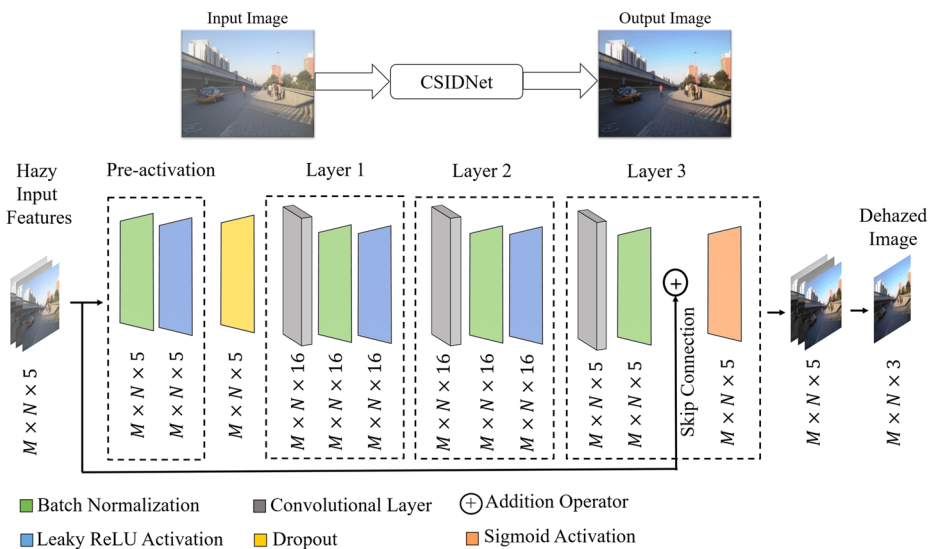 Input Image
Output Image
CSIDNet
Hazy
Input
Features
Pre-activation
Layer 1
Layer 2
Layer 3
Dehazed
Image
M × N × 5
M × N × 5
M × N × 5
M × N × 5
M × N × 16
M × N × 16
M × N × 16
M × N × 16
M × N × 16
M × N × 16
M × N × 5
M × N × 5
Skip Connection
M × N × 5
M × N × 5
M × N × 3
Batch Normalization
Convolutional Layer
Addition Operator
Leaky ReLU Activation
Dropout
Sigmoid Activation